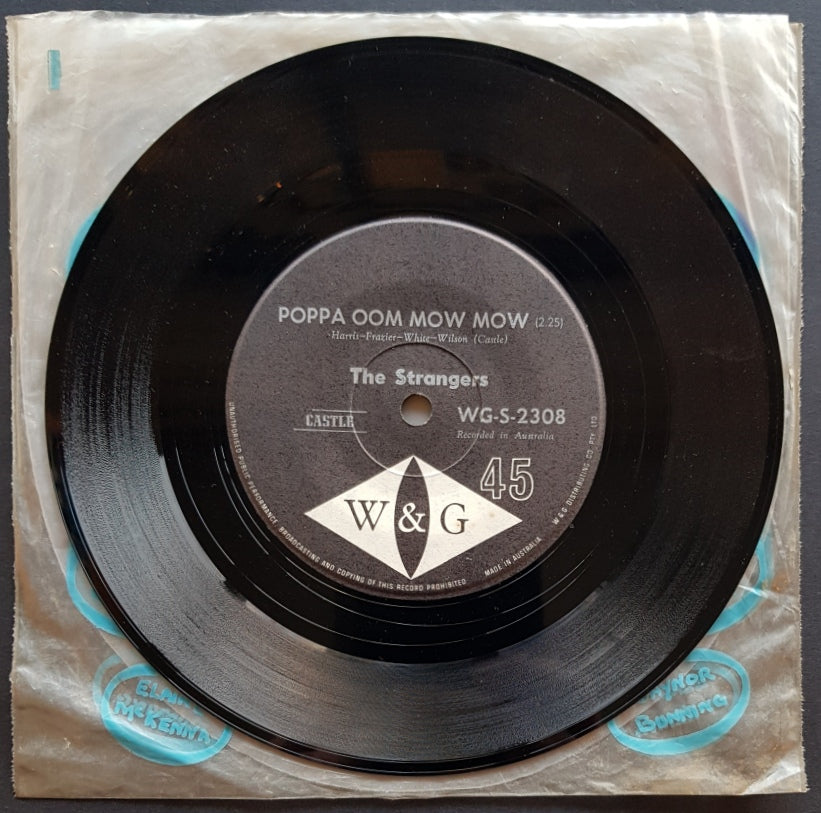 POPPA OOM MOW MOW (2.25)
Harris–Frazier–White–Wilson (Castle)
The Strangers
CASTLE
WG-S-2308
Recorded in Australia
45
W & G
UNAUTHORISED PUBLIC PERFORMANCE BROADCASTING AND COPYING OF THIS RECORD PROHIBITED
MADE IN AUSTRALIA
W & G DISTRIBUTING CO. PTY. LTD.
McKENNA
BUNNING